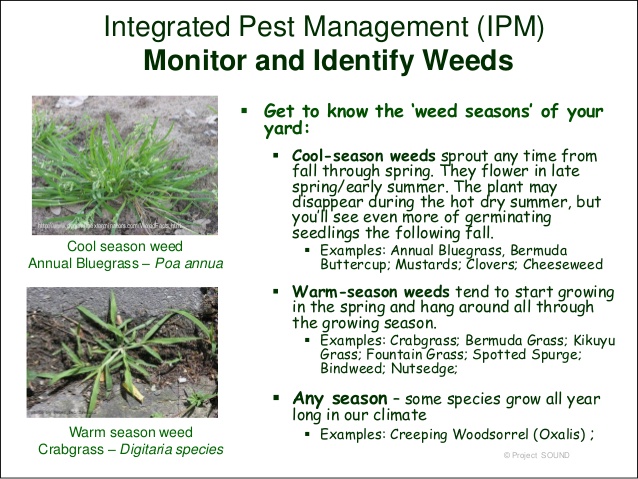 Integrated Pest Management (IPM)
Monitor and Identify Weeds
Cool season weed
Annual Bluegrass – Poa annua
Warm season weed
Crabgrass – Digitaria species
▪ Get to know the ‘weed seasons’ of your
yard:
▪ Cool-season weeds sprout any time from
fall through spring. They flower in late
spring/early summer. The plant may
disappear during the hot dry summer, but
you’ll see even more of germinating
seedlings the following fall.
▪ Examples: Annual Bluegrass, Bermuda
Buttercup; Mustards; Clovers; Cheeseweed
▪ Warm-season weeds tend to start growing
in the spring and hang around all through
the growing season.
▪ Examples: Crabgrass; Bermuda Grass; Kikuyu
Grass; Fountain Grass; Spotted Spurge;
Bindweed; Nutsedge;
▪ Any season – some species grow all year
long in our climate
▪ Examples: Creeping Woodsorrel (Oxalis) ;
© Project SOUND